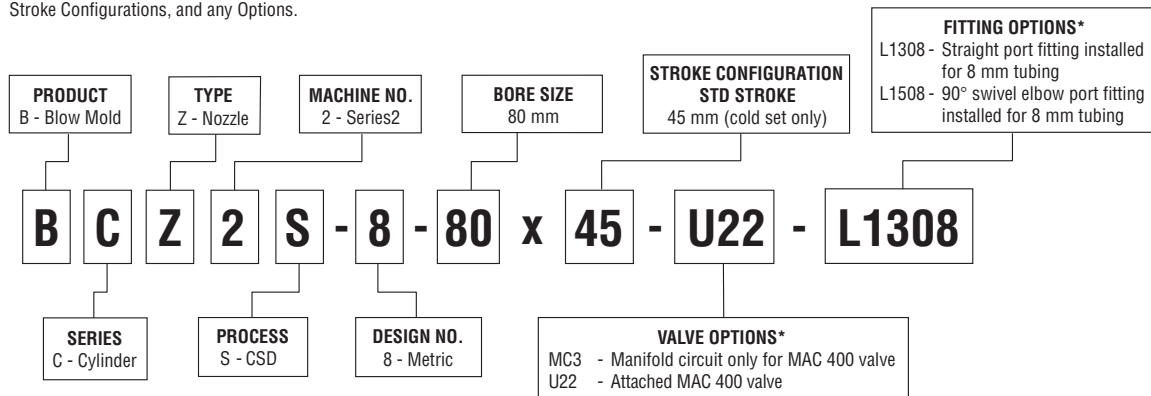 Stroke Configurations, and any Options.
FITTING OPTIONS*
L1308 - Straight port fitting installed
for 8 mm tubing
L1508 - 90° swivel elbow port fitting
installed for 8 mm tubing
STROKE CONFIGURATION
STD STROKE
45 mm (cold set only)
PRODUCT
B - Blow Mold
TYPE
Z - Nozzle
MACHINE NO.
2 - Series2
BORE SIZE
80 mm
B C Z 2 S - 8 - 80 x 45 - U22 - L1308
SERIES
C - Cylinder
PROCESS
S - CSD
DESIGN NO.
8 - Metric
VALVE OPTIONS*
MC3 - Manifold circuit only for MAC 400 valve
U22 - Attached MAC 400 valve